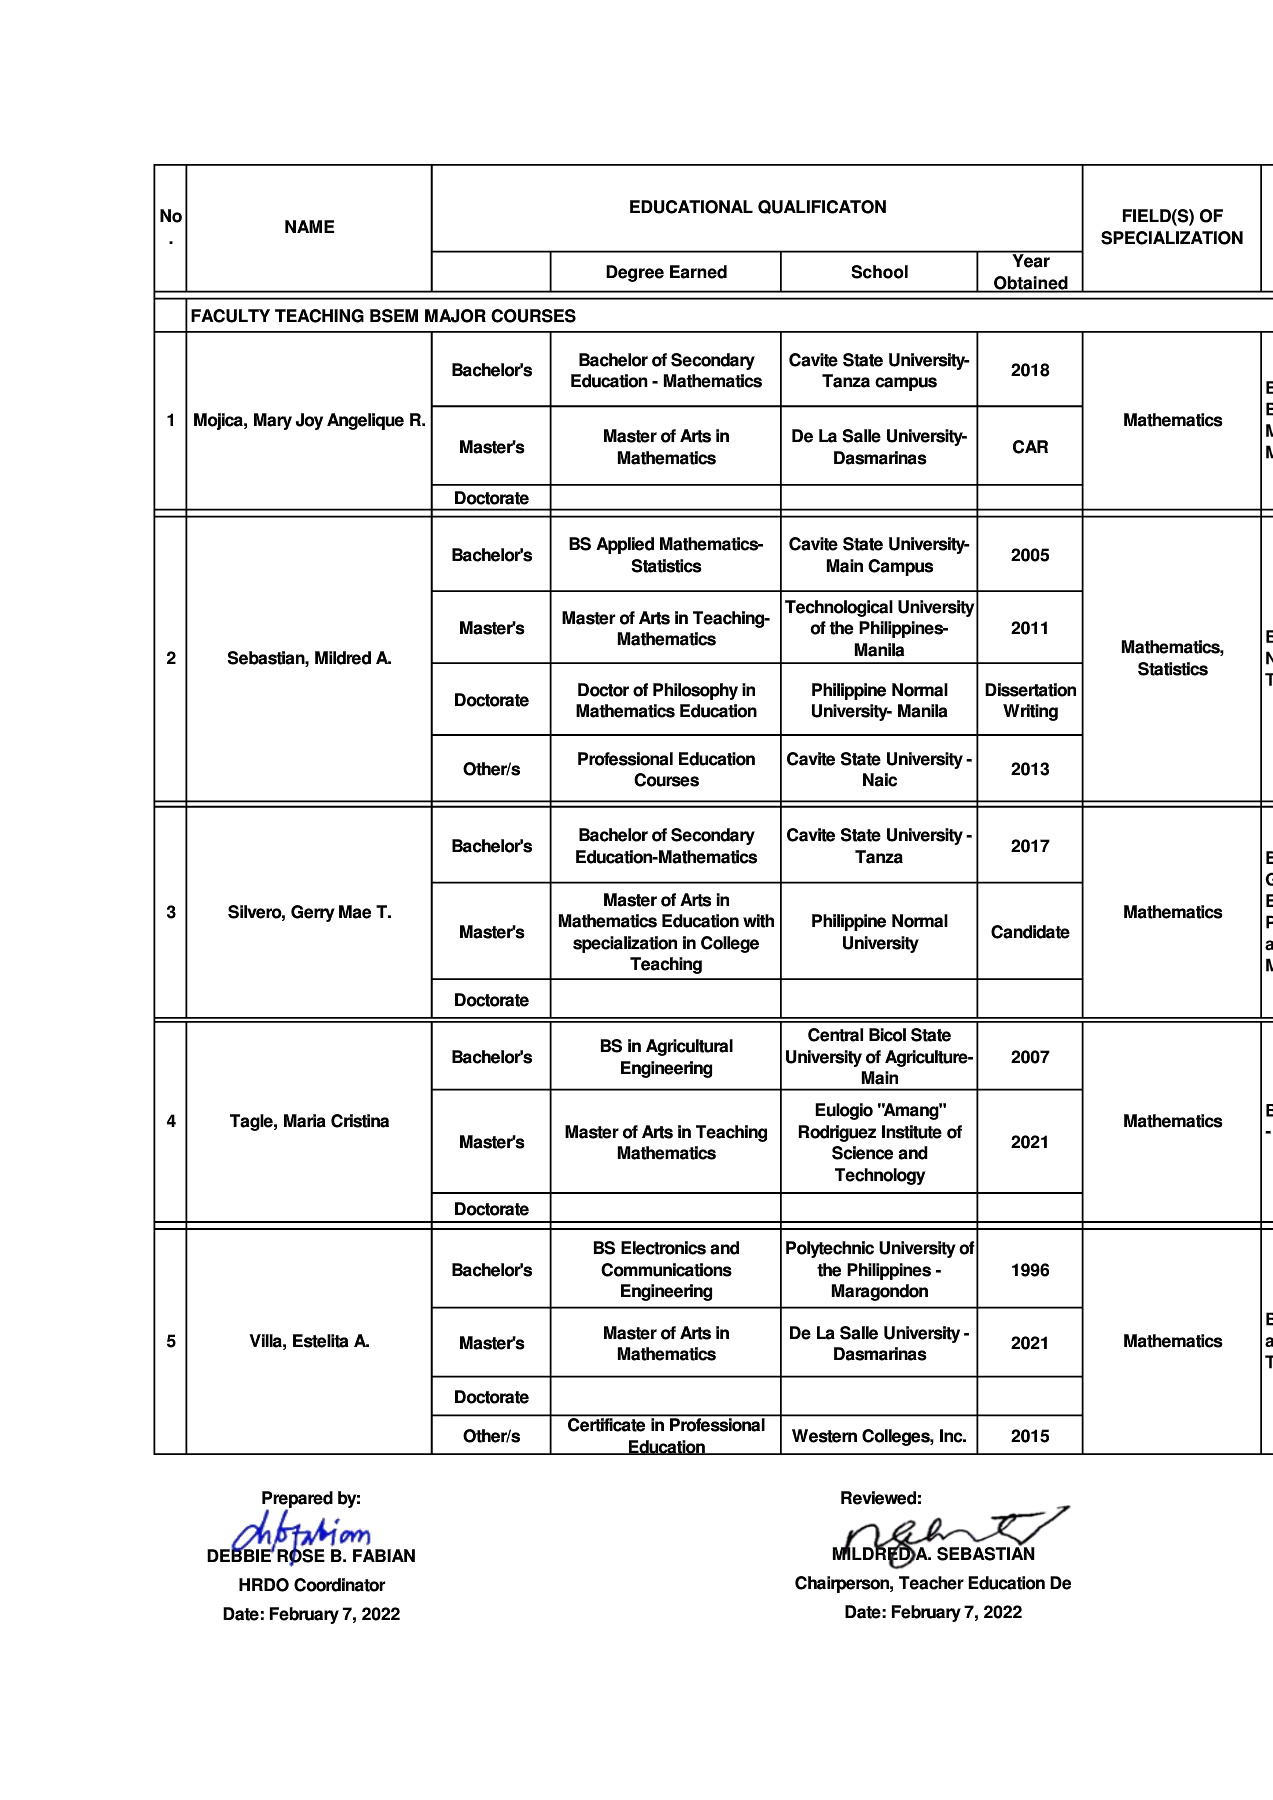 No
.
NAME
EDUCATIONAL QUALIFICATON
FIELD(S) OF
SPECIALIZATION
Degree Earned
School
Year
Obtained
FACULTY TEACHING BSEM MAJOR COURSES
1
Mojica, Mary Joy Angelique R.
Bachelor's
Bachelor of Secondary
Education - Mathematics
Cavite State University-
Tanza campus
2018
Master's
Master of Arts in
Mathematics
De La Salle University-
Dasmarinas
CAR
Doctorate
Mathematics
2
Sebastian, Mildred A.
Bachelor's
BS Applied Mathematics-
Statistics
Cavite State University-
Main Campus
2005
Master's
Master of Arts in Teaching-
Mathematics
Technological University
of the Philippines-
Manila
2011
Doctorate
Doctor of Philosophy in
Mathematics Education
Philippine Normal
University- Manila
Dissertation
Writing
Other/s
Professional Education
Courses
Cavite State University -
Naic
2013
Mathematics,
Statistics
3
Silvero, Gerry Mae T.
Bachelor's
Bachelor of Secondary
Education-Mathematics
Cavite State University -
Tanza
2017
Master's
Master of Arts in
Mathematics Education with
specialization in College
Teaching
Philippine Normal
University
Candidate
Doctorate
Mathematics
4
Tagle, Maria Cristina
Bachelor's
BS in Agricultural
Engineering
Central Bicol State
University of Agriculture-
Main
2007
Master's
Master of Arts in Teaching
Mathematics
Eulogio "Amang"
Rodriguez Institute of
Science and
Technology
2021
Doctorate
Mathematics
5
Villa, Estelita A.
Bachelor's
BS Electronics and
Communications
Engineering
Polytechnic University of
the Philippines -
Maragondon
1996
Master's
Master of Arts in
Mathematics
De La Salle University -
Dasmarinas
2021
Doctorate
Other/s
Certificate in Professional
Education
Western Colleges, Inc.
2015
Mathematics
Prepared by:
DEBBIE ROSE B. FABIAN
HRDO Coordinator
Date: February 7, 2022
Reviewed:
MILDRED A. SEBASTIAN
Chairperson, Teacher Education De
Date: February 7, 2022